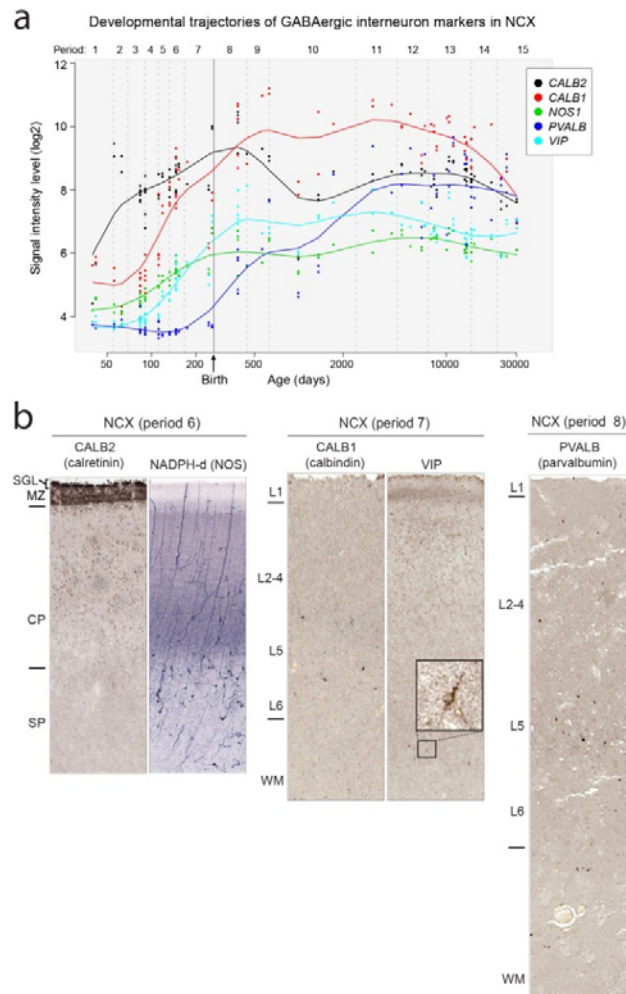 a
Developmental trajectories of GABAergic interneuron markers in NCX
Period: 1 2 3 4 5 6 7 8 9 10 11 12 13 14 15
12
10
8
6
4
Signal intensity level (log2)
CALB2
CALB1
NOS1
PVALB
VIP
50 100 200 500 2000 10000 30000
Birth Age (days)
b
NCX (period 6)
CALB2
(calretinin)
NADPH-d (NOS)
SGL
MZ
CP
SP
NCX (period 7)
CALB1
(calbindin)
VIP
L1
L2-4
L5
L6
WM
NCX (period 8)
PVALB
(parvalbumin)
L1
L2-4
L5
L6
WM